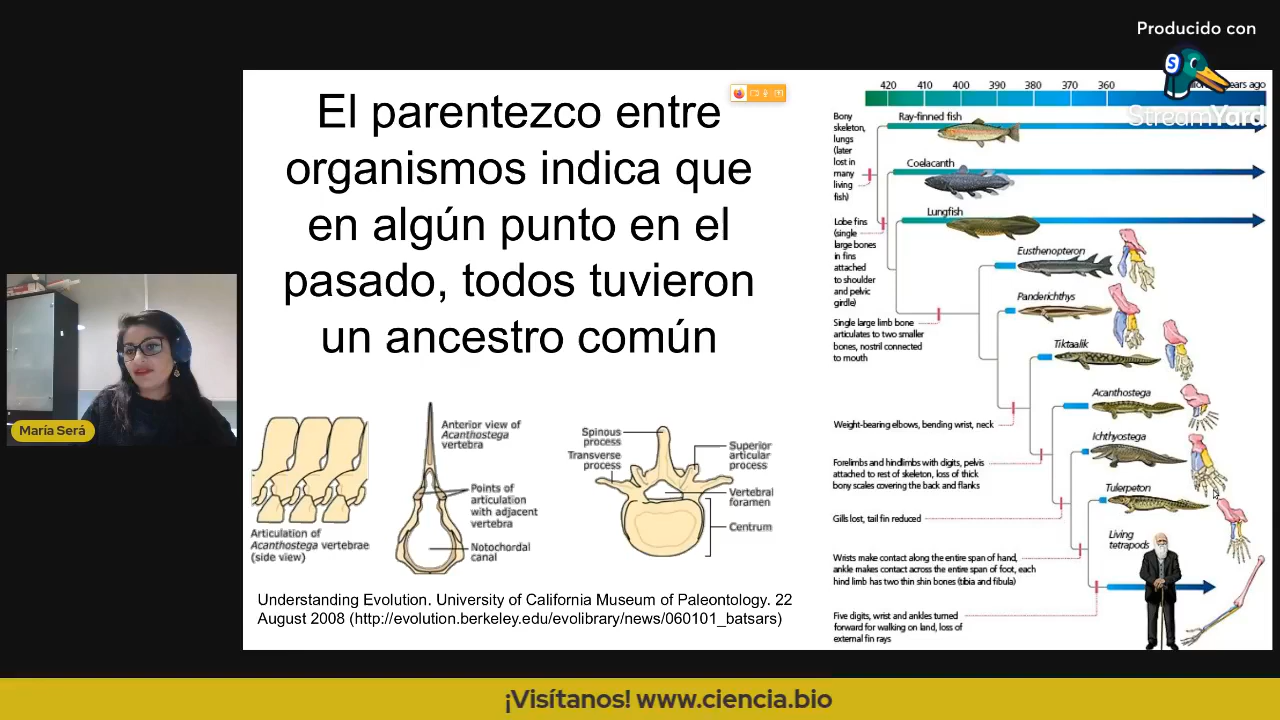 Producido con
StreamYard
El parentezco entre
organismos indica que
en algún punto en el
pasado, todos tuvieron
un ancestro común
420 410 400 390 380 370 360
ears ago
Bony
skeleton,
lungs
(later
lost in
many
living
fish)
Ray-finned fish
Coelacanth
Lungfish
Lobe fins
(single
large bones
in fins
attached
to shoulder
and pelvic
girdle)
Eusthenopteron
Panderichthys
Single large limb bone
articulates to two smaller
bones, nostril connected
to mouth
Tiktaalik
Acanthostega
Weight-bearing elbows, bending wrist, neck
Ichthyostega
Forelimbs and hindlimbs with digits, pelvis
attached to rest of skeleton, loss of thick
bony scales covering the back and flanks
Tulerpeton
Gills lost, tail fin reduced
Living
tetrapods
Wrists make contact along the entire span of hand,
ankle makes contact across the entire span of foot, each
hind limb has two thin shin bones (tibia and fibula)
Five digits, wrist and ankles turned
forward for walking on land, loss of
external fin rays
Articulation of
Acanthostega vertebrae
(side view)
Anterior view of
Acanthostega
vertebra
Points of
articulation
with adjacent
vertebra
Notochordal
canal
Spinous
process
Transverse
process
Superior
articular
process
Vertebral
foramen
Centrum
Understanding Evolution. University of California Museum of Paleontology. 22
August 2008 (http://evolution.berkeley.edu/evolibrary/news/060101_batsars)
María Será
¡Visítanos! www.ciencia.bio